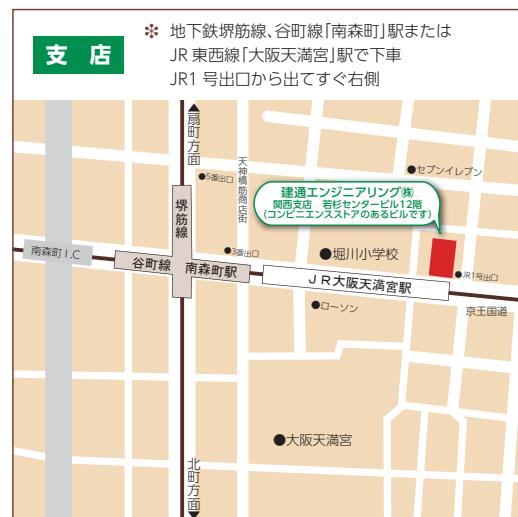 支 店
✻ 地下鉄堺筋線、谷町線「南森町」駅または
JR東西線「大阪天満宮」駅で下車
JR1 号出口から出てすぐ右側
▲扇町方面
天神橋筋商店街
●セブンイレブン
●5番出口
建通エンジニアリング㈱
関西支店 若杉センタービル12階
(コンビニエンスストアのあるビルです)
堺筋線
●3番出口
●堀川小学校
南森町I.C
谷町線 南森町駅
JR大阪天満宮駅
●JR1号出口
●ローソン
京王国道
●大阪天満宮
北町方面▼